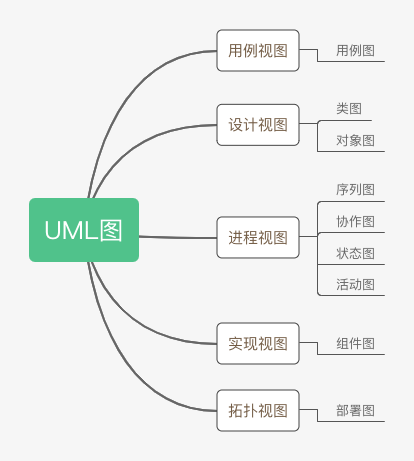 UML图
用例视图
用例图
设计视图
类图
对象图
进程视图
序列图
协作图
状态图
活动图
实现视图
组件图
拓扑视图
部署图